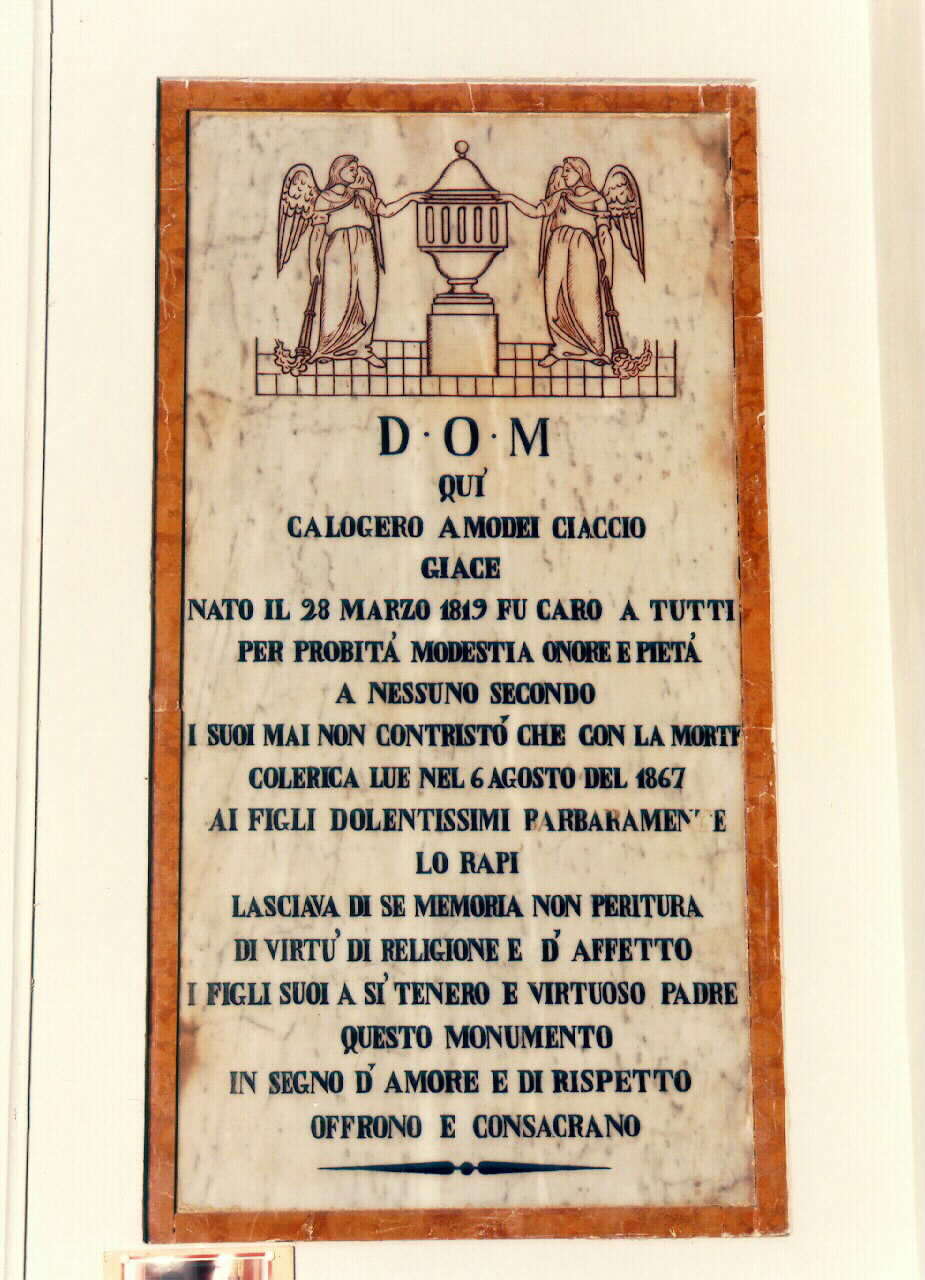 D·O·M
QUI'
CALOGERO AMODEI CIACCIO
GIACE
NATO IL 28 MARZO 1819 FU CARO A TUTTI
PER PROBITÁ MODESTIA ONORE E PIETÁ
A NESSUNO SECONDO
I SUOI MAI NON CONTRISTÓ CHE CON LA MORTE
COLERICA LUE NEL 6 AGOSTO DEL 1867
AI FIGLI DOLENTISSIMI BARBARAMENTE
LO RAPI
LASCIAVA DI SE MEMORIA NON PERITURA
DI VIRTU' DI RELIGIONE E D'AFFETTO
I FIGLI SUOI A SI' TENERO E VIRTUOSO PADRE
QUESTO MONUMENTO
IN SEGNO D'AMORE E DI RISPETTO
OFFRONO E CONSACRANO